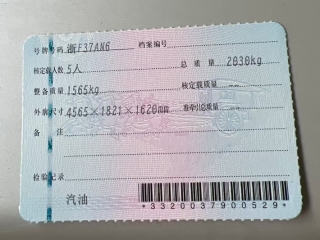 号牌号码 浙F37AN6 档案编号
核定载人数 5人 总质量 2030kg
整备质量 1565kg 核定载质量 --
外廓尺寸 4565×1821×1620mm 准牵引总质量 --
备注
检验记录
汽油
*3320037900529*